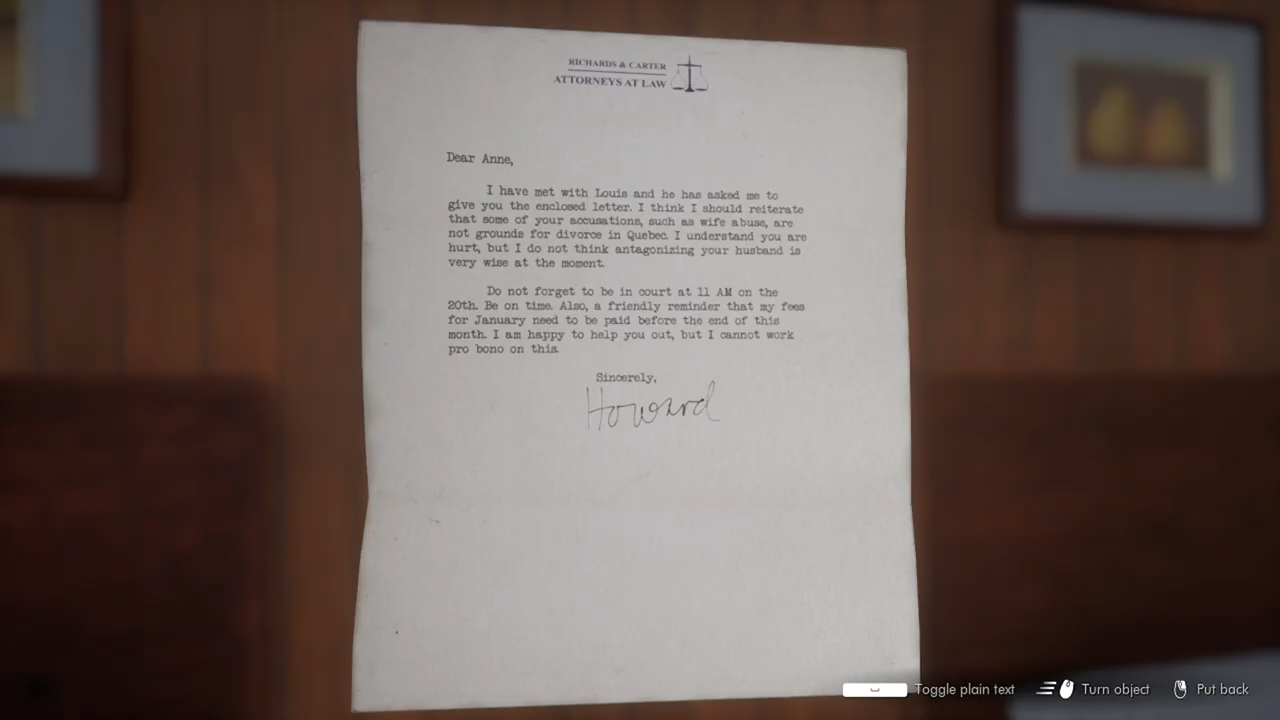 RICHARDS & CARTER
ATTORNEYS AT LAW
Dear Anne,
I have met with Louis and he has asked me to
give you the enclosed letter. I think I should reiterate
that some of your accusations, such as wife abuse, are
not grounds for divorce in Quebec. I understand you are
hurt, but I do not think antagonizing your husband is
very wise at the moment.
Do not forget to be in court at 11 AM on the
20th. Be on time. Also, a friendly reminder that my fees
for January need to be paid before the end of this
month. I am happy to help you out, but I cannot work
pro bono on this.
Sincerely,
Howard
Toggle plain text
Turn object
Put back